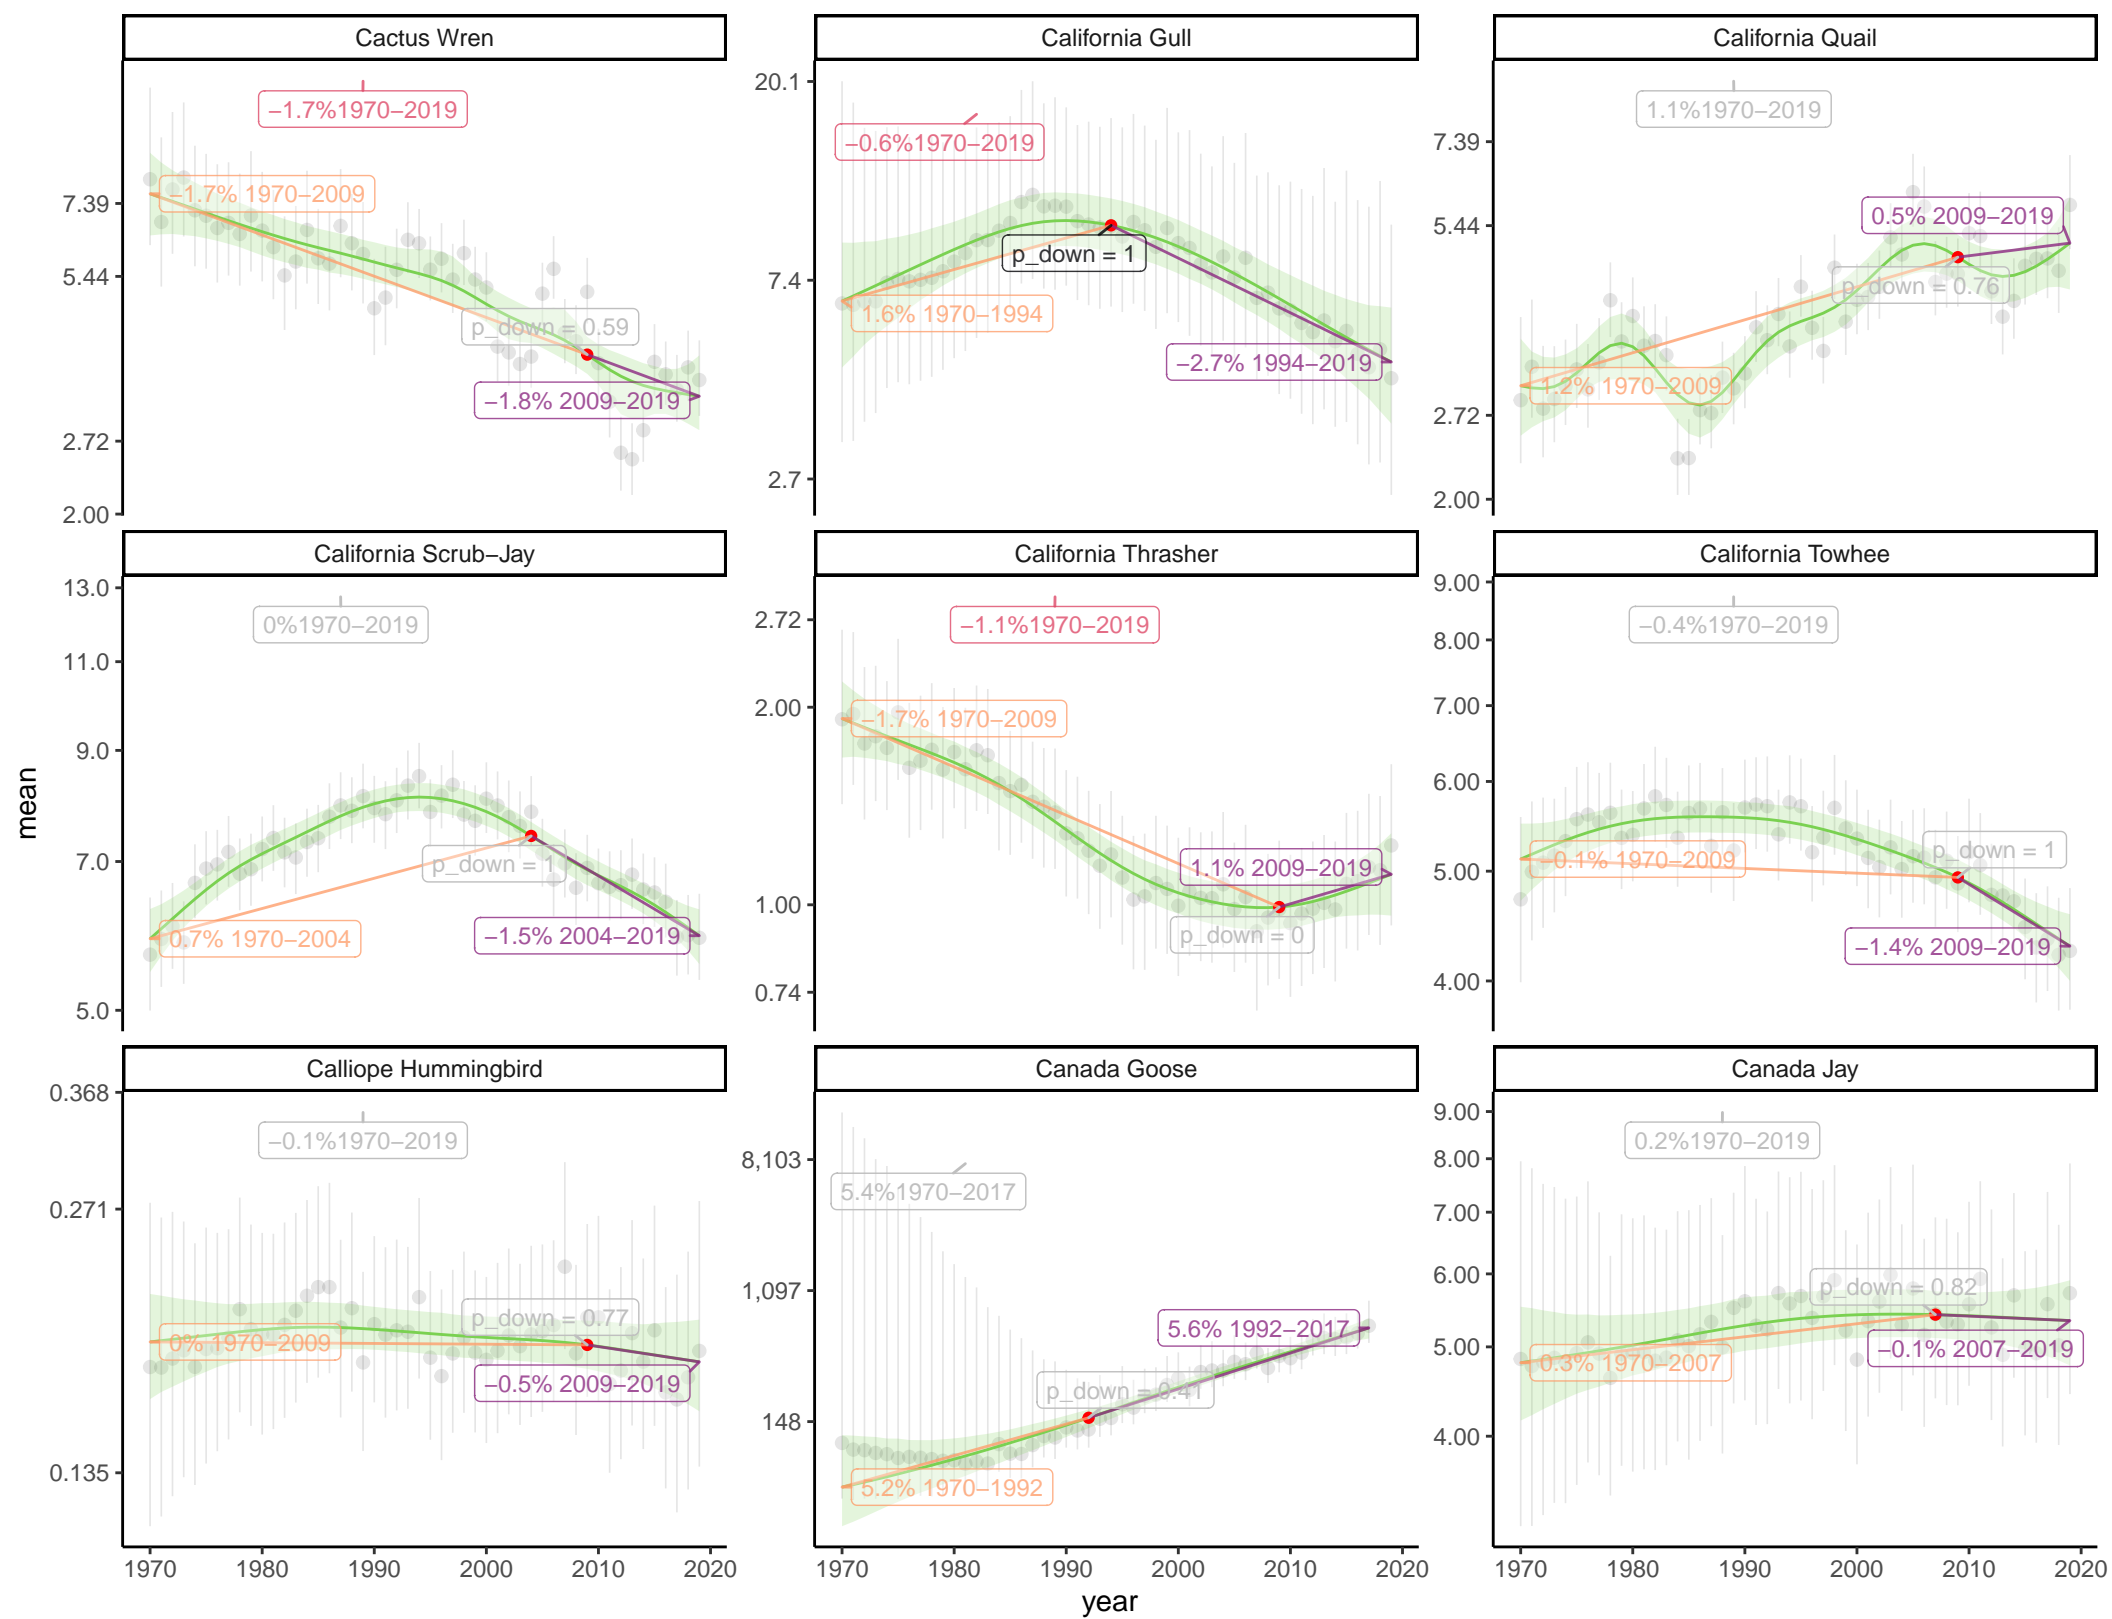 Cactus Wren
−1.7%1970−2019
−1.7% 1970−2009
p_down = 0.59
−1.8% 2009−2019
7.39
5.44
2.72
2.00
California Gull
−0.6%1970−2019
p_down = 1
1.6% 1970−1994
−2.7% 1994−2019
20.1
7.4
2.7
California Quail
1.1%1970−2019
0.5% 2009−2019
p_down = 0.76
1.2% 1970−2009
7.39
5.44
2.72
2.00
California Scrub−Jay
0%1970−2019
p_down = 1
0.7% 1970−2004
−1.5% 2004−2019
13.0
11.0
9.0
7.0
5.0
California Thrasher
−1.1%1970−2019
−1.7% 1970−2009
1.1% 2009−2019
p_down = 0
2.72
2.00
1.00
0.74
California Towhee
−0.4%1970−2019
−0.1% 1970−2009
p_down = 1
−1.4% 2009−2019
9.00
8.00
7.00
6.00
5.00
4.00
Calliope Hummingbird
−0.1%1970−2019
p_down = 0.77
0% 1970−2009
−0.5% 2009−2019
0.368
0.271
0.135
1970 1980 1990 2000 2010 2020
Canada Goose
5.4%1970−2017
5.6% 1992−2017
p_down = 0.41
5.2% 1970−1992
8,103
1,097
148
1970 1980 1990 2000 2010 2020
Canada Jay
0.2%1970−2019
p_down = 0.82
0.3% 1970−2007
−0.1% 2007−2019
9.00
8.00
7.00
6.00
5.00
4.00
1970 1980 1990 2000 2010 2020
mean
year